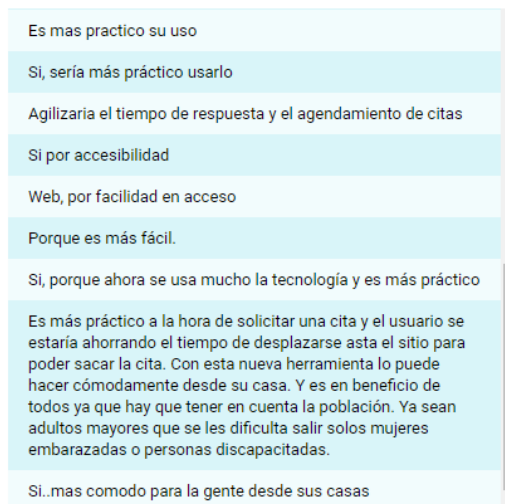 Es mas practico su uso
Si, sería más práctico usarlo
Agilizaria el tiempo de respuesta y el agendamiento de citas
Si por accesibilidad
Web, por facilidad en acceso
Porque es más fácil.
Si, porque ahora se usa mucho la tecnología y es más práctico
Es más práctico a la hora de solicitar una cita y el usuario se
estaría ahorrando el tiempo de desplazarse asta el sitio para
poder sacar la cita. Con esta nueva herramienta lo puede
hacer cómodamente desde su casa. Y es en beneficio de
todos ya que hay que tener en cuenta la población. Ya sean
adultos mayores que se les dificulta salir solos mujeres
embarazadas o personas discapacitadas.
Si..mas comodo para la gente desde sus casas